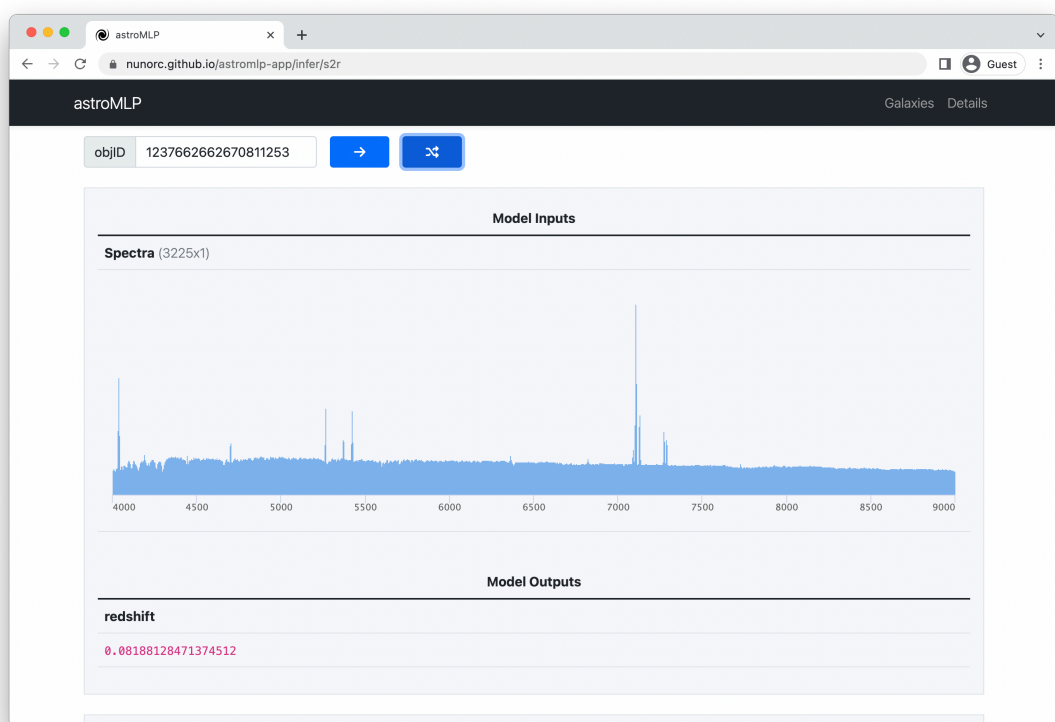 astroMLP
nunorc.github.io/astromlp-app/infer/s2r
Guest
astroMLP
Galaxies Details
objID 1237662662670811253
Model Inputs
Spectra (3225x1)
4000 4500 5000 5500 6000 6500 7000 7500 8000 8500 9000
Model Outputs
redshift
0.08188128471374512